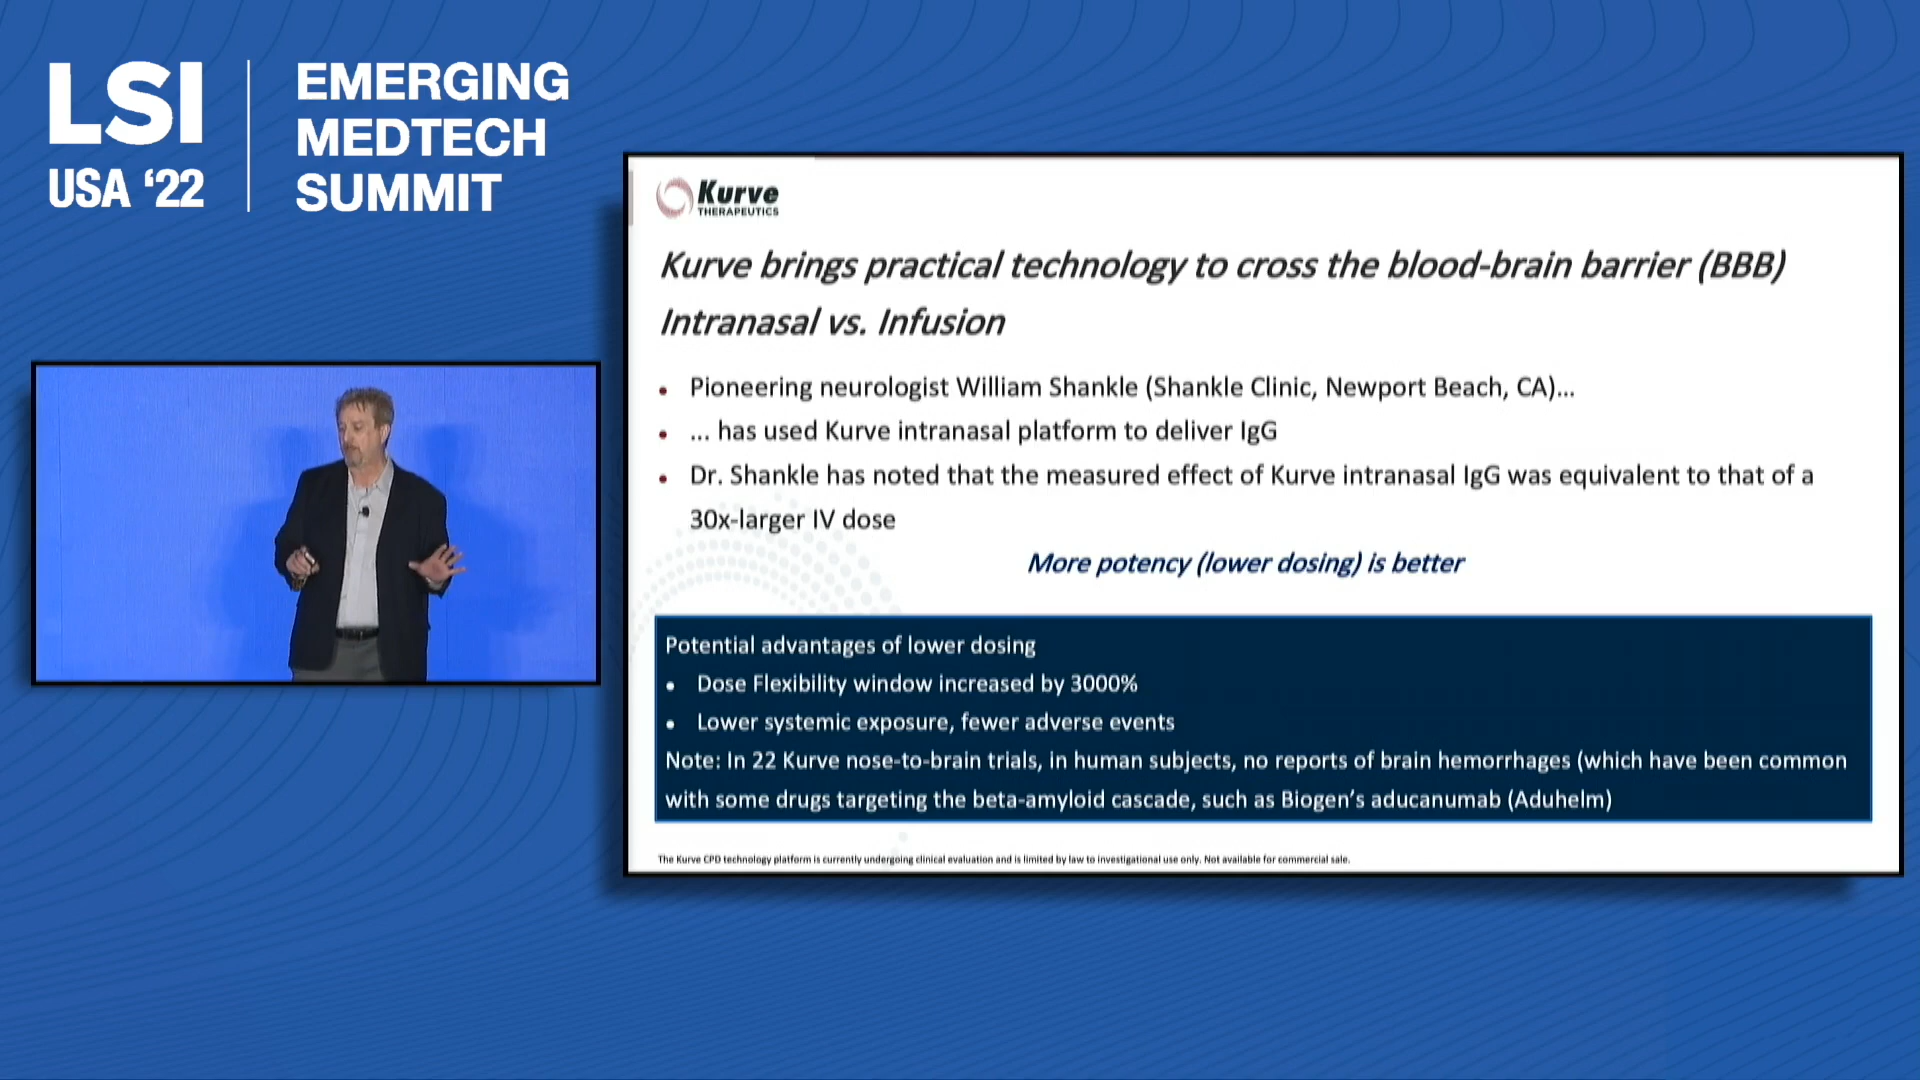 LSI
USA ‘22
EMERGING
MEDTECH
SUMMIT
Kurve
THERAPEUTICS
Kurve brings practical technology to cross the blood-brain barrier (BBB)
Intranasal vs. Infusion
• Pioneering neurologist William Shankle (Shankle Clinic, Newport Beach, CA)...
• ... has used Kurve intranasal platform to deliver IgG
• Dr. Shankle has noted that the measured effect of Kurve intranasal IgG was equivalent to that of a
30x-larger IV dose
More potency (lower dosing) is better
Potential advantages of lower dosing
• Dose Flexibility window increased by 3000%
• Lower systemic exposure, fewer adverse events
Note: In 22 Kurve nose-to-brain trials, in human subjects, no reports of brain hemorrhages (which have been common
with some drugs targeting the beta-amyloid cascade, such as Biogen’s aducanumab (Aduhelm)
The Kurve CPD technology platform is currently undergoing clinical evaluation and is limited by law to investigational use only. Not available for commercial sale.